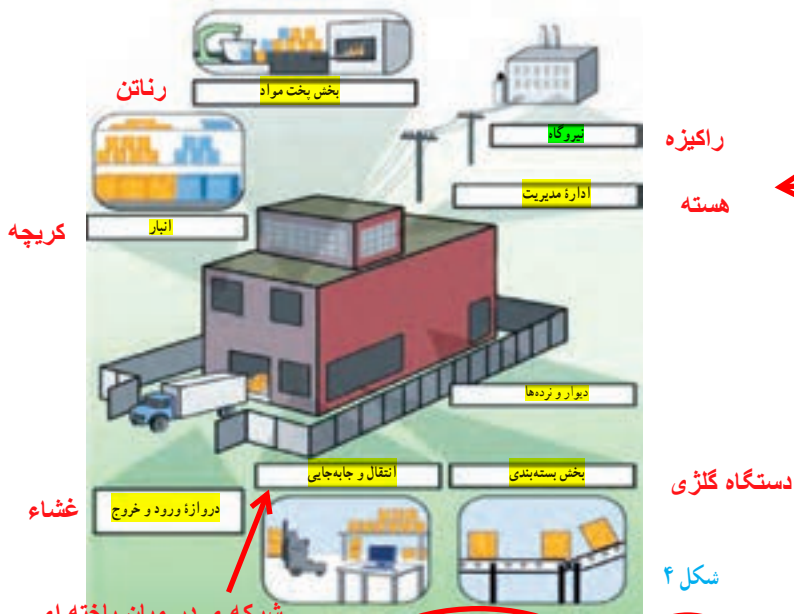 بخش پخت مواد
رناتن
نیروگاه
راکیزه
ادارهٔ مدیریت
هسته
انبار
کریچه
دیوار و نرده‌ها
بخش بسته‌بندی
انتقال و جابه‌جایی
دستگاه گلژی
دروازهٔ ورود و خروج
غشاء
شکل ۴